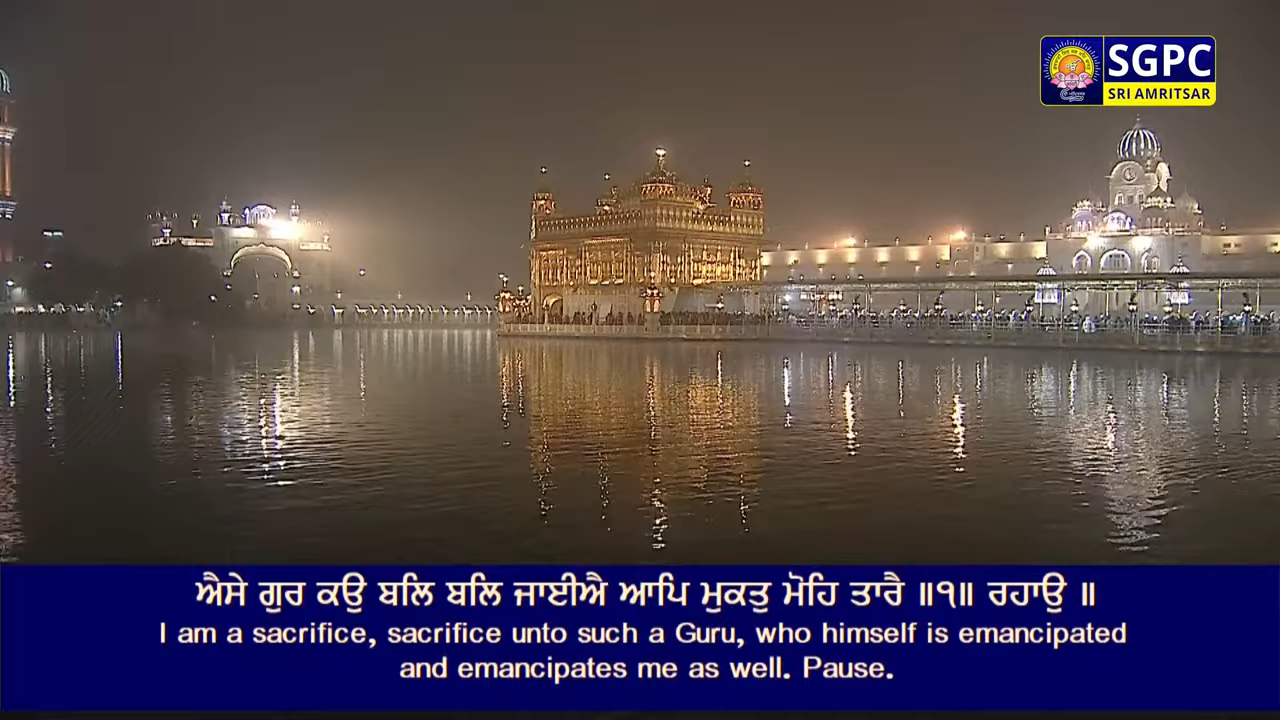 SGPC
SRI AMRITSAR
ਐਸੇ ਗੁਰ ਕਉ ਬਲਿ ਬਲਿ ਜਾਈਐ ਆਪਿ ਮੁਕਤੁ ਮੋਹਿ ਤਾਰੈ ॥੧॥ ਰਹਾਉ ॥
I am a sacrifice, sacrifice unto such a Guru, who himself is emancipated
and emancipates me as well. Pause.